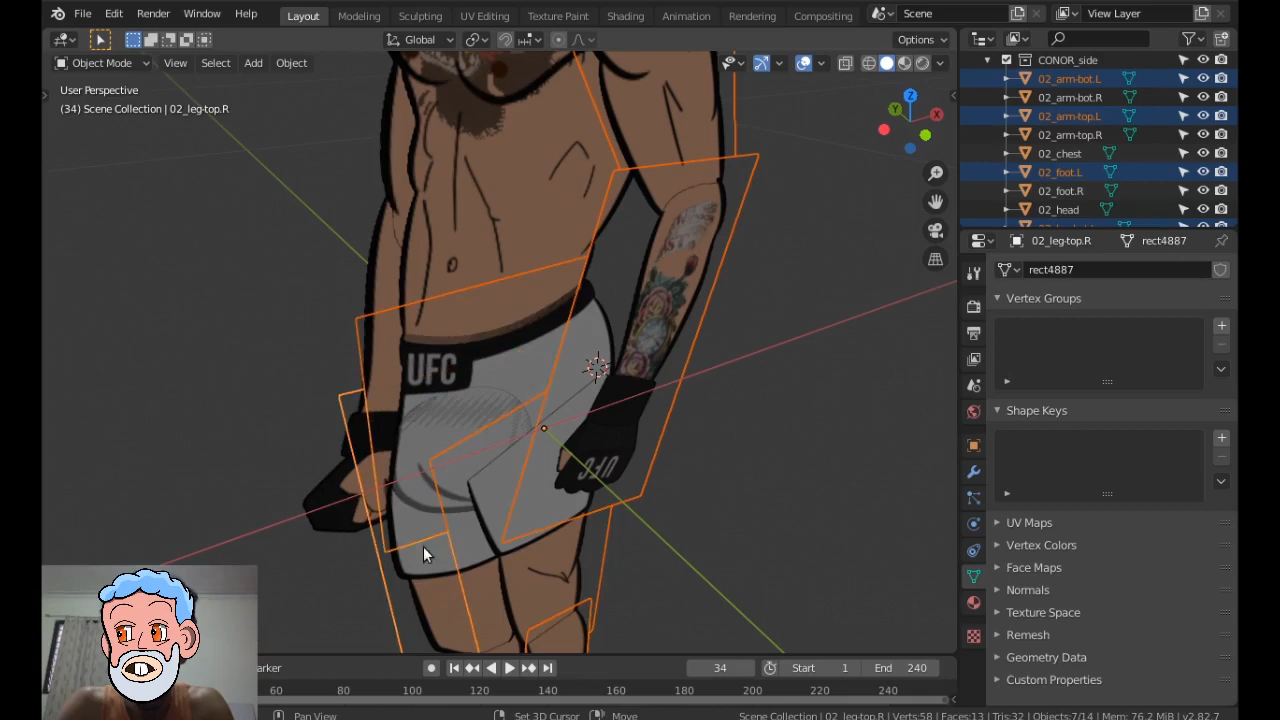 File Edit Render Window Help Layout Modeling Sculpting UV Editing Texture Paint Shading Animation Rendering Compositing Scene View Layer
Global Options
Object Mode View Select Add Object
User Perspective
(34) Scene Collection | 02_leg-top.R
CONOR_side
02_arm-bot.L
02_arm-bot.R
02_arm-top.L
02_arm-top.R
02_chest
02_foot.L
02_foot.R
02_head
02_leg-top.R rect4887
rect4887
Vertex Groups
Shape Keys
UV Maps
Vertex Colors
Face Maps
Normals
Texture Space
Remesh
Geometry Data
Custom Properties
X
Y
Z
UFC
UFC
arker 34 Start 1 End 240
60 80 100 120 140 160 180 200 220 240
Pan View Set 3D Cursor Move Scene Collection | 02_leg-top.R | Verts:58 | Faces:13 | Tris:32 | Objects:7/14 | Mem: 76.2 MiB | v2.82.7